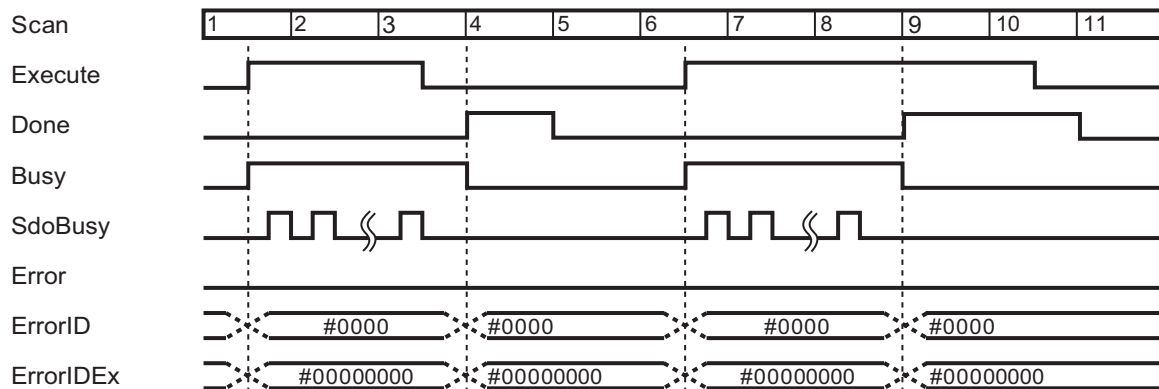 Scan 1 2 3 4 5 6 7 8 9 10 11
Execute
Done
Busy
SdoBusy
Error
ErrorID #0000 #0000 #0000 #0000
ErrorIDEx #00000000 #00000000 #00000000 #00000000